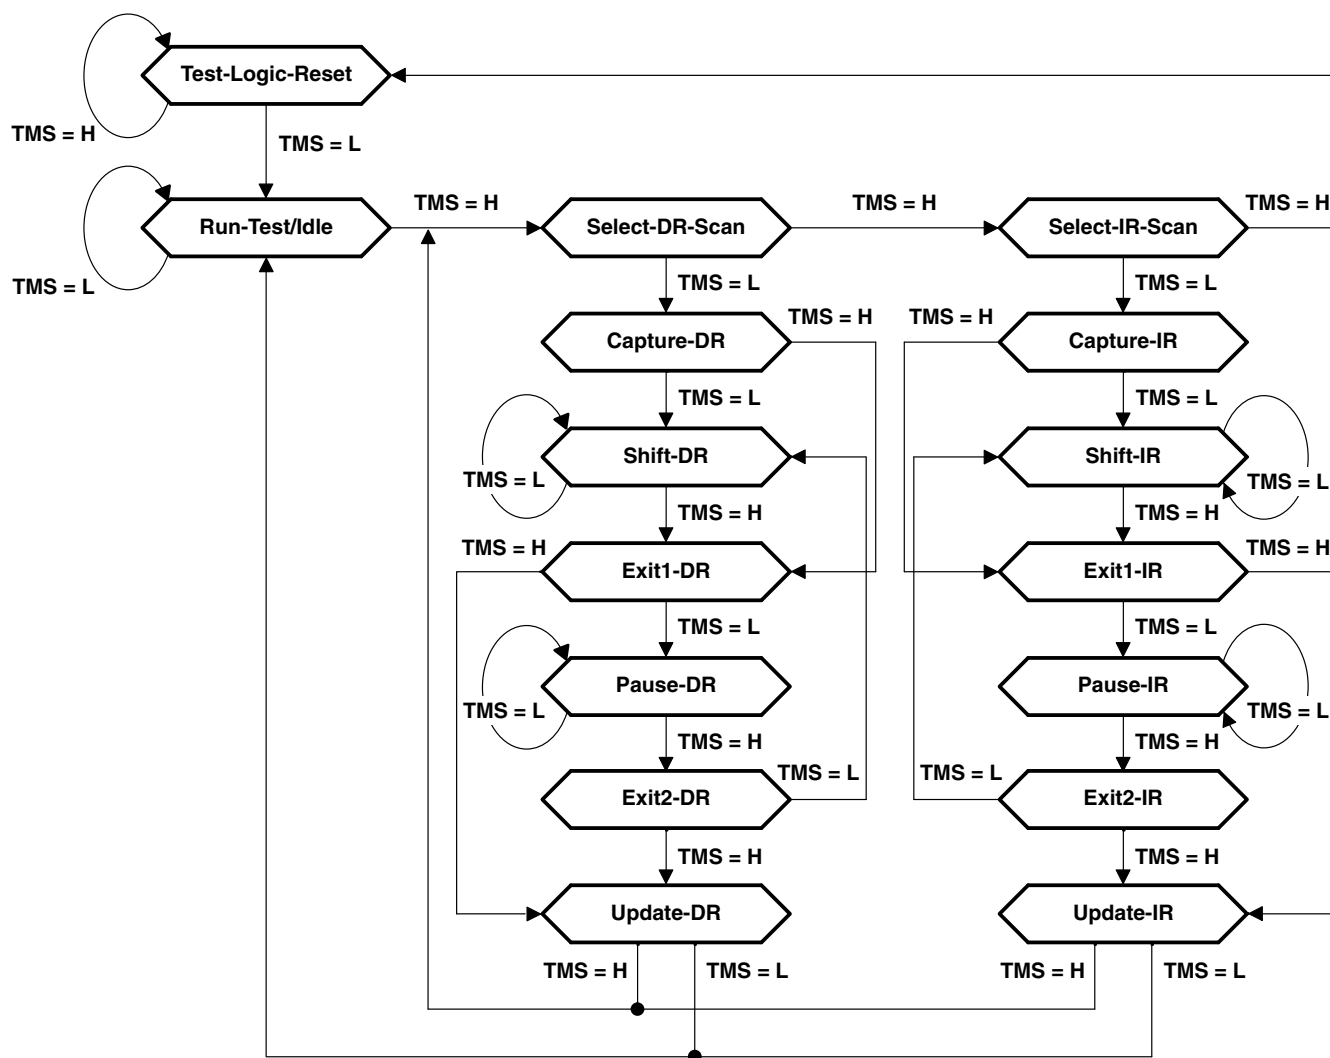 Test-Logic-Reset
TMS = H
TMS = L
TMS = H
TMS = H
TMS = H
Run-Test/Idle
Select-DR-Scan
Select-IR-Scan
TMS = L
TMS = L
TMS = L
TMS = H
TMS = H
Capture-DR
Capture-IR
TMS = L
TMS = L
Shift-DR
Shift-IR
TMS = L
TMS = L
TMS = H
TMS = H
TMS = H
TMS = H
Exit1-DR
Exit1-IR
TMS = L
TMS = L
Pause-DR
Pause-IR
TMS = L
TMS = L
TMS = H
TMS = H
TMS = L
TMS = L
Exit2-DR
Exit2-IR
TMS = H
TMS = H
Update-DR
Update-IR
TMS = H
TMS = L
TMS = H
TMS = L